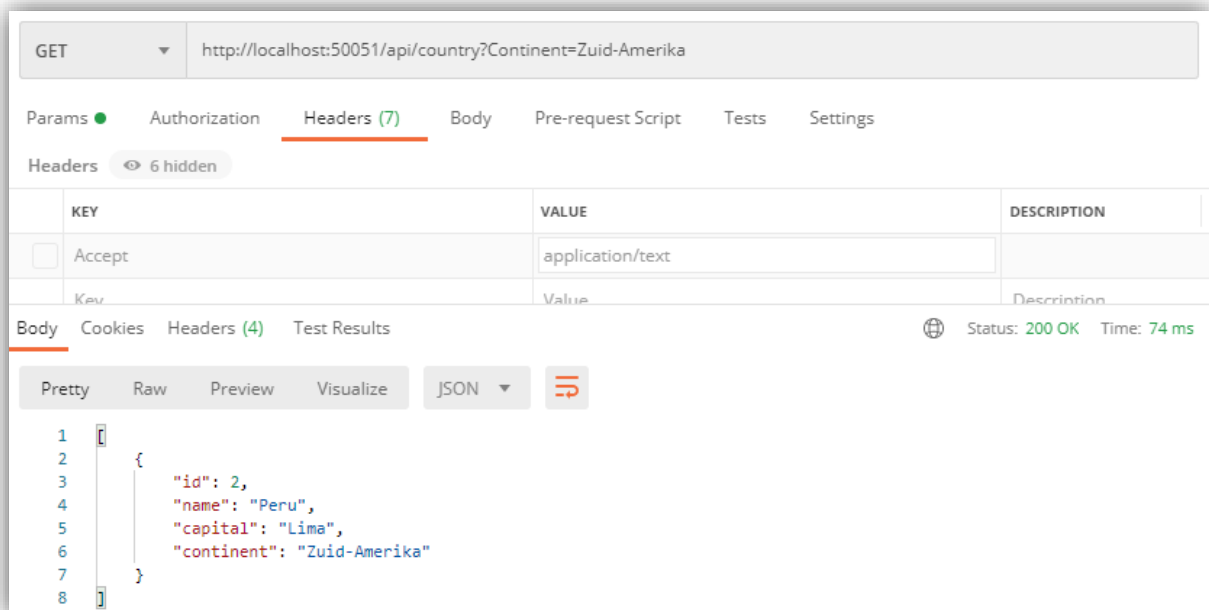 GET http://localhost:50051/api/country?Continent=Zuid-Amerika
Params Authorization Headers (7) Body Pre-request Script Tests Settings
Headers 6 hidden
KEY VALUE DESCRIPTION
Accept application/text
Key Value Description
Body Cookies Headers (4) Test Results Status: 200 OK Time: 74 ms
Pretty Raw Preview Visualize JSON
1 [
2 {
3 "id": 2,
4 "name": "Peru",
5 "capital": "Lima",
6 "continent": "Zuid-Amerika"
7 }
8 ]